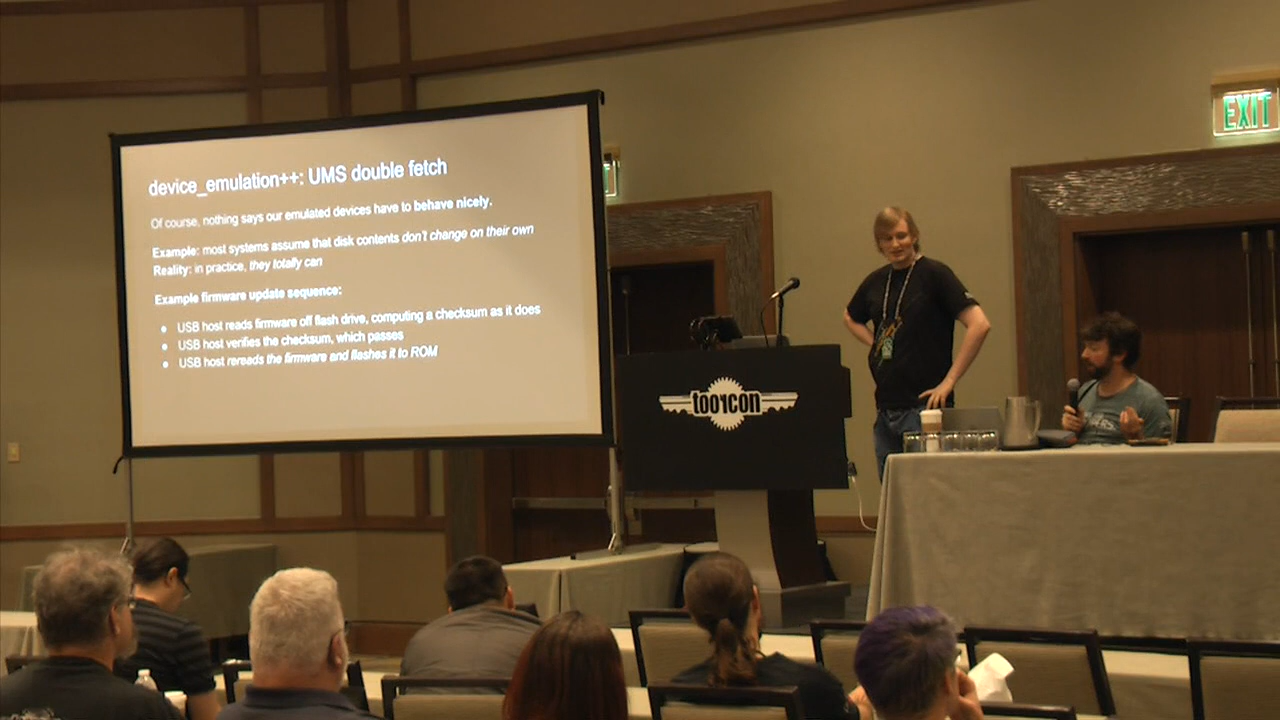 device_emulation++: UMS double fetch
Of course, nothing says our emulated devices have to behave nicely.
Example: most systems assume that disk contents don't change on their own
Reality: in practice, they totally can
Example firmware update sequence:
● USB host reads firmware off flash drive, computing a checksum as it does
● USB host verifies the checksum, which passes
● USB host rereads the firmware and flashes it to ROM
toorcon
EXIT